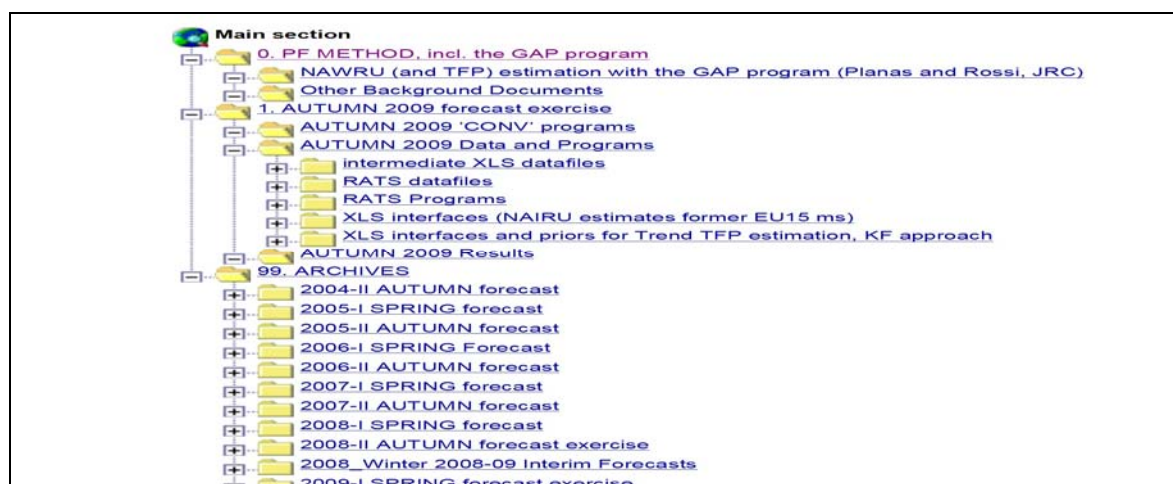 Main section
0. PF METHOD, incl. the GAP program
NAWRU (and TFP) estimation with the GAP program (Planas and Rossi, JRC)
Other Background Documents
1. AUTUMN 2009 forecast exercise
AUTUMN 2009 'CONV' programs
AUTUMN 2009 Data and Programs
intermediate XLS datafiles
RATS datafiles
RATS Programs
XLS interfaces (NAIRU estimates former EU15 ms)
XLS interfaces and priors for Trend TFP estimation, KF approach
AUTUMN 2009 Results
99. ARCHIVES
2004-II AUTUMN forecast
2005-I SPRING forecast
2005-II AUTUMN forecast
2006-I SPRING Forecast
2006-II AUTUMN forecast
2007-I SPRING forecast
2007-II AUTUMN forecast
2008-I SPRING forecast
2008-II AUTUMN forecast exercise
2008_Winter 2008-09 Interim Forecasts
2009-I SPRING forecast exercise